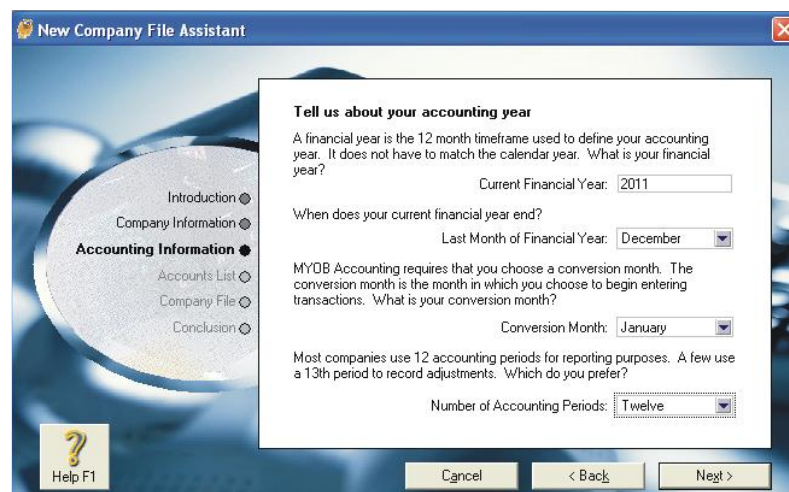 New Company File Assistant
Introduction
Company Information
Accounting Information
Accounts List
Company File
Conclusion
Help F1
Tell us about your accounting year
A financial year is the 12 month timeframe used to define your accounting
year. It does not have to match the calendar year. What is your financial
year?
Current Financial Year: 2011
When does your current financial year end?
Last Month of Financial Year: December
MYOB Accounting requires that you choose a conversion month. The
conversion month is the month in which you choose to begin entering
transactions. What is your conversion month?
Conversion Month: January
Most companies use 12 accounting periods for reporting purposes. A few use
a 13th period to record adjustments. Which do you prefer?
Number of Accounting Periods: Twelve
Cancel < Back Next >